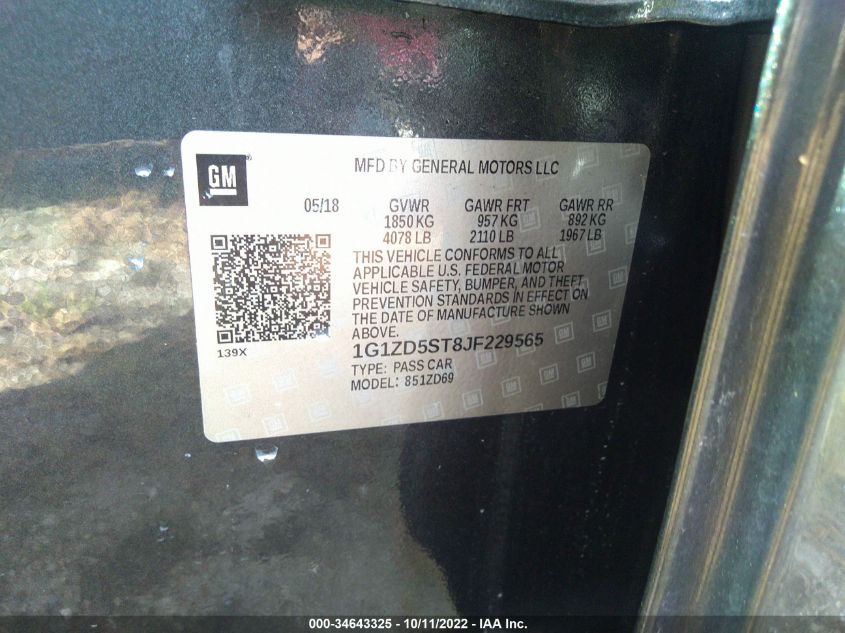 GM
MFD BY GENERAL MOTORS LLC
05/18 GVWR GAWR FRT GAWR RR
1850 KG 957 KG 892 KG
4078 LB 2110 LB 1967 LB
THIS VEHICLE CONFORMS TO ALL
APPLICABLE U.S. FEDERAL MOTOR
VEHICLE SAFETY, BUMPER, AND THEFT
PREVENTION STANDARDS IN EFFECT ON
THE DATE OF MANUFACTURE SHOWN
ABOVE.
139X
1G1ZD5ST8JF229565
TYPE: PASS CAR
MODEL: 851ZD69
000-34643325 - 10/11/2022 - IAA Inc.